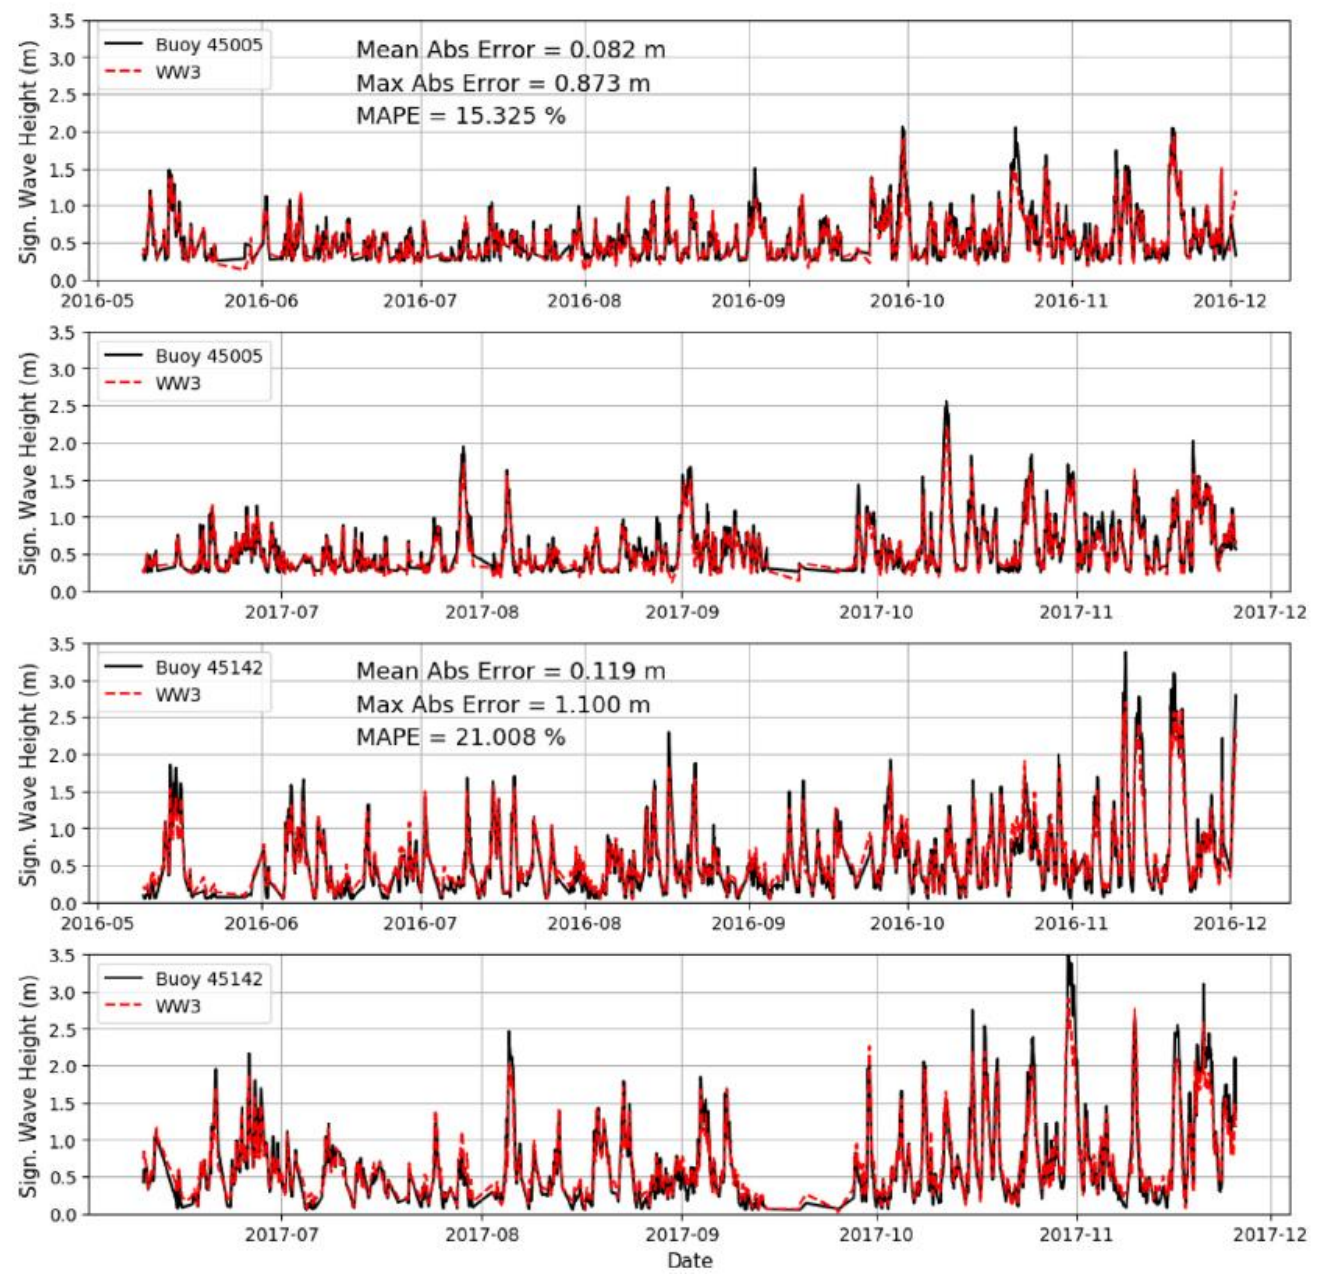 3.5
3.0
2.5
2.0
1.5
1.0
0.5
0.0
Sign. Wave Height (m)
Buoy 45005
WW3
Mean Abs Error = 0.082 m
Max Abs Error = 0.873 m
MAPE = 15.325 %
2016-05 2016-06 2016-07 2016-08 2016-09 2016-10 2016-11 2016-12
3.5
3.0
2.5
2.0
1.5
1.0
0.5
0.0
Sign. Wave Height (m)
Buoy 45005
WW3
2017-07 2017-08 2017-09 2017-10 2017-11 2017-12
3.5
3.0
2.5
2.0
1.5
1.0
0.5
0.0
Sign. Wave Height (m)
Buoy 45142
WW3
Mean Abs Error = 0.119 m
Max Abs Error = 1.100 m
MAPE = 21.008 %
2016-05 2016-06 2016-07 2016-08 2016-09 2016-10 2016-11 2016-12
3.5
3.0
2.5
2.0
1.5
1.0
0.5
0.0
Sign. Wave Height (m)
Buoy 45142
WW3
2017-07 2017-08 2017-09 2017-10 2017-11 2017-12
Date